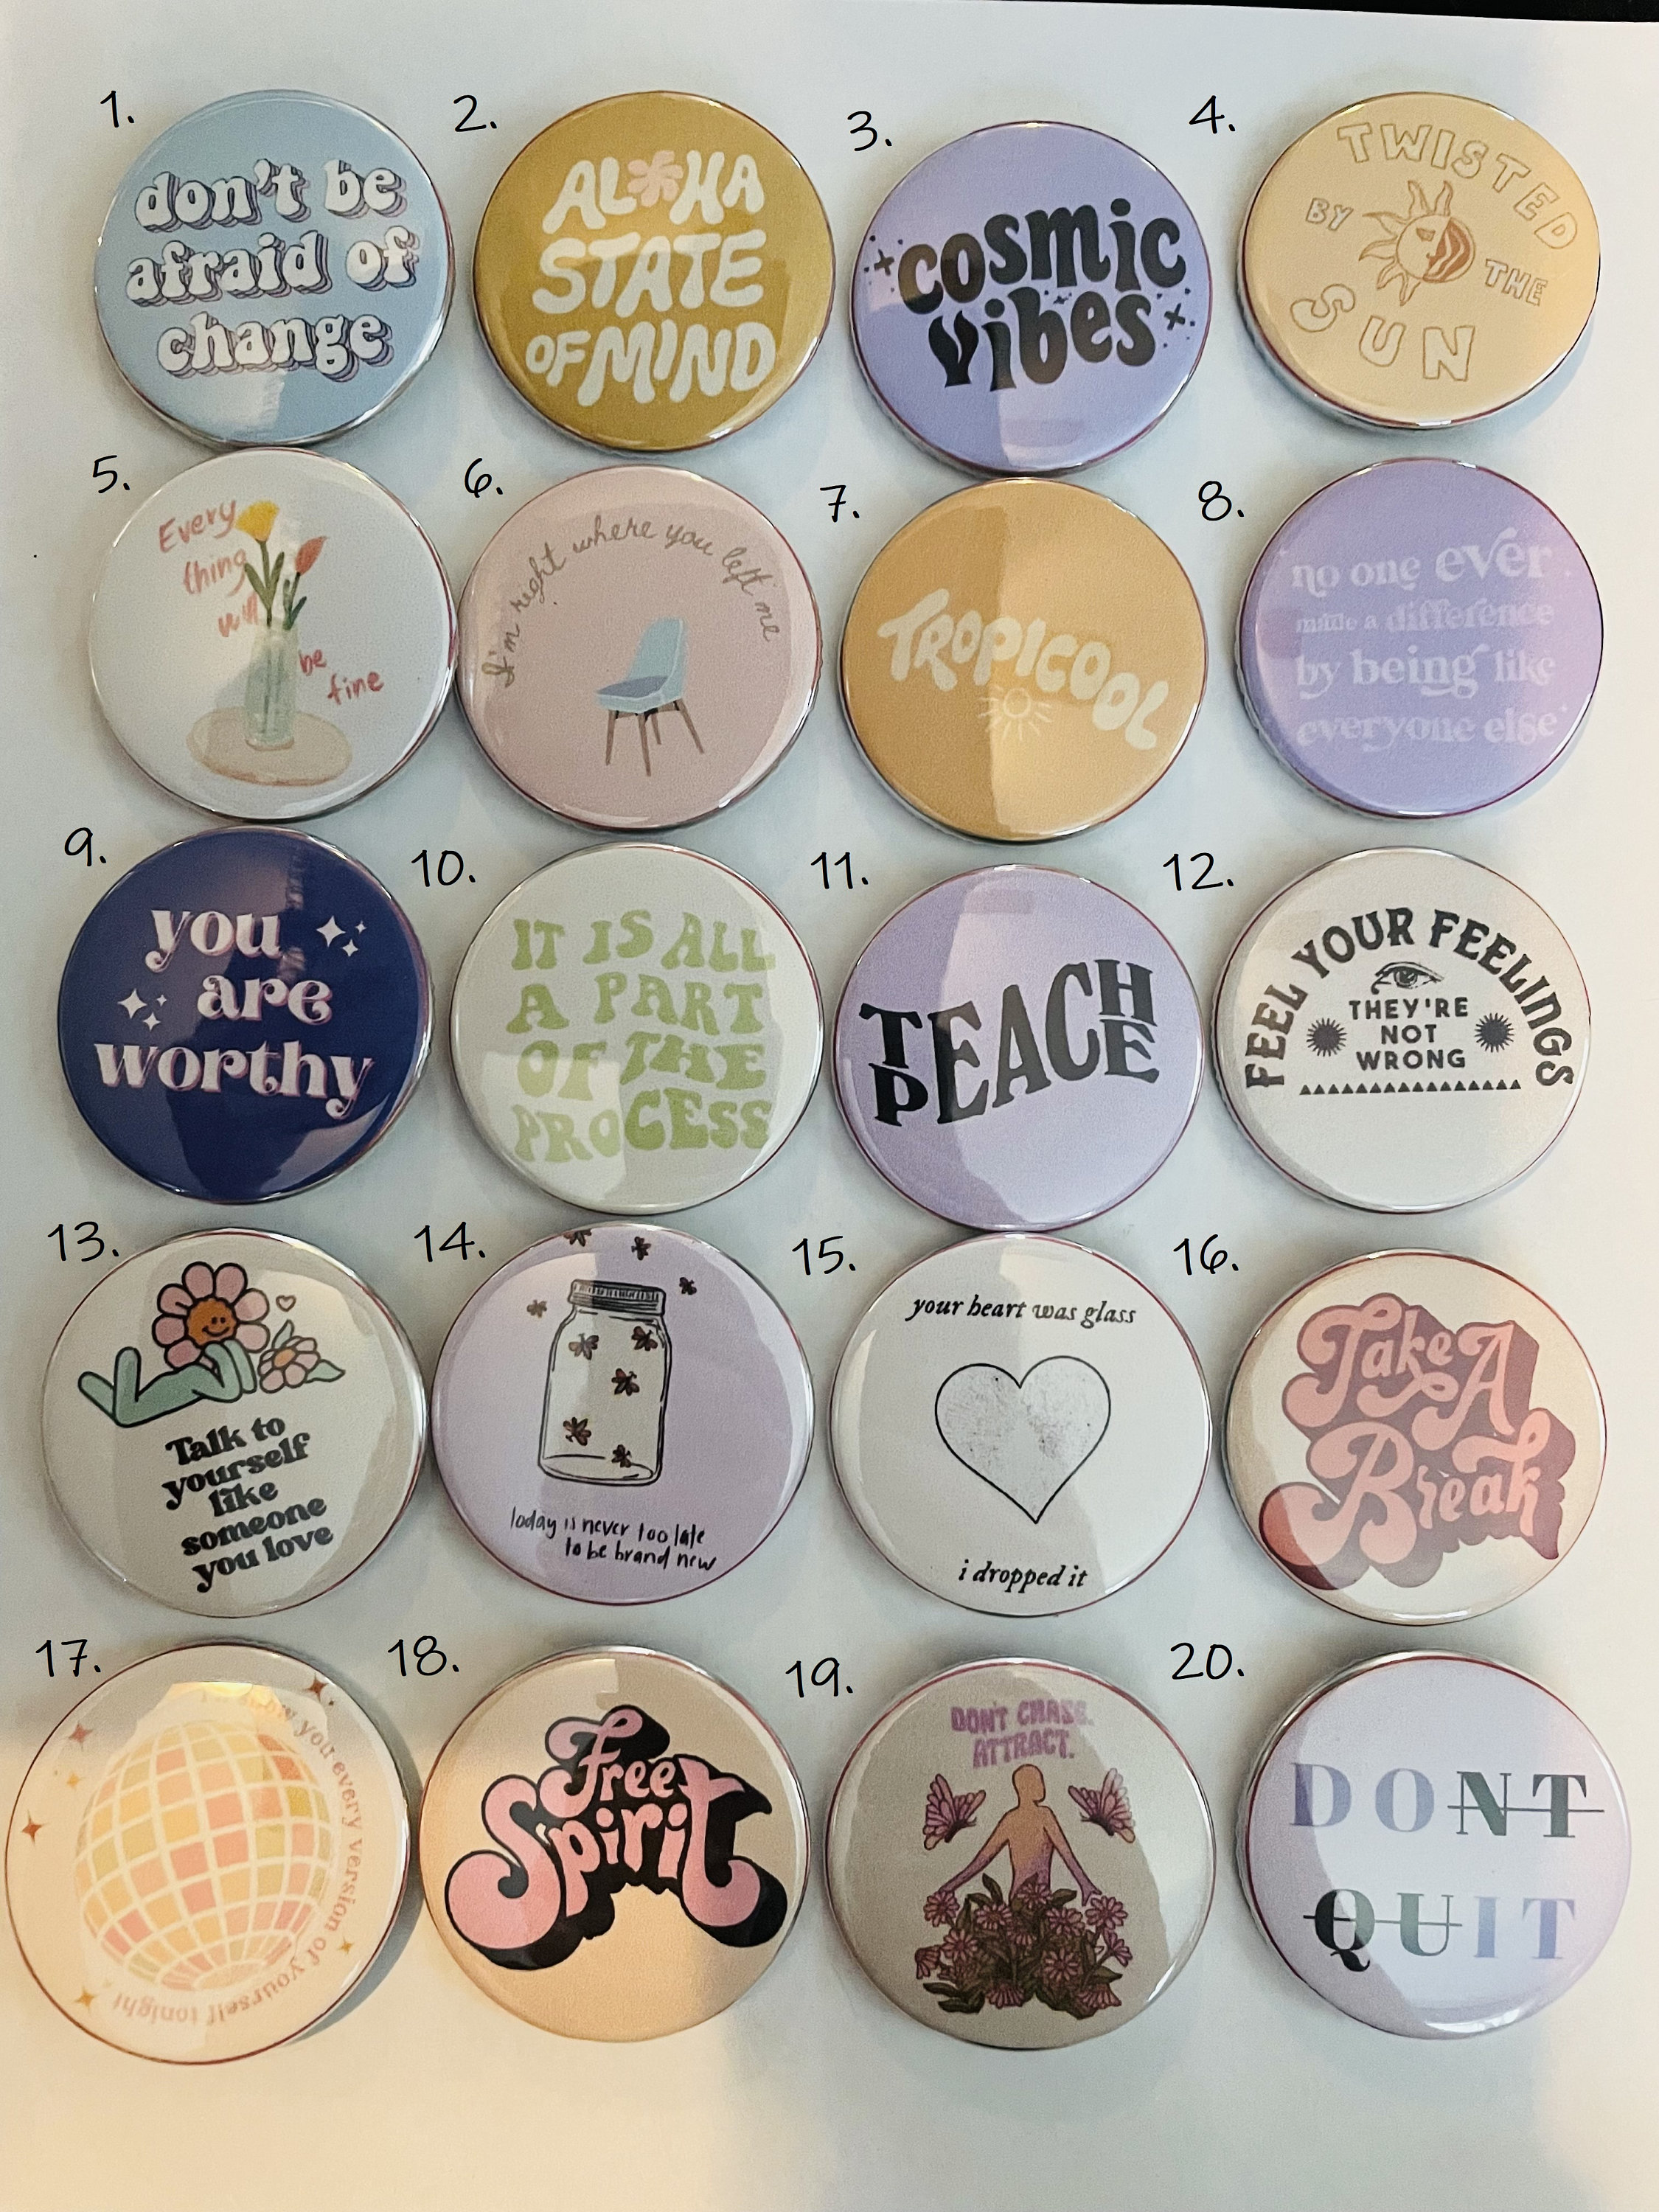 1.
don't be
afraid of
change
2.
ALOHA
STATE
OF MIND
3.
cosmic
vibes
4.
TWISTED
BY THE
SUN
5.
Every
thing
will
be
fine
6.
I'm right where you left me
7.
TROPICOOL
8.
no one ever
made a difference
by being like
everyone else
9.
you
are
worthy
10.
IT IS ALL
A PART
OF THE
PROCESS
11.
TEACH
PEACE
12.
FEEL YOUR FEELINGS
THEY'RE
NOT
WRONG
13.
Talk to
yourself
like
someone
you love
14.
today is never too late
to be brand new
15.
your heart was glass
i dropped it
16.
Take A
Break
17.
you every version of yourself tonight
18.
Free
Spirit
19.
DON'T CHASE.
ATTRACT.
20.
DONT
QUIT